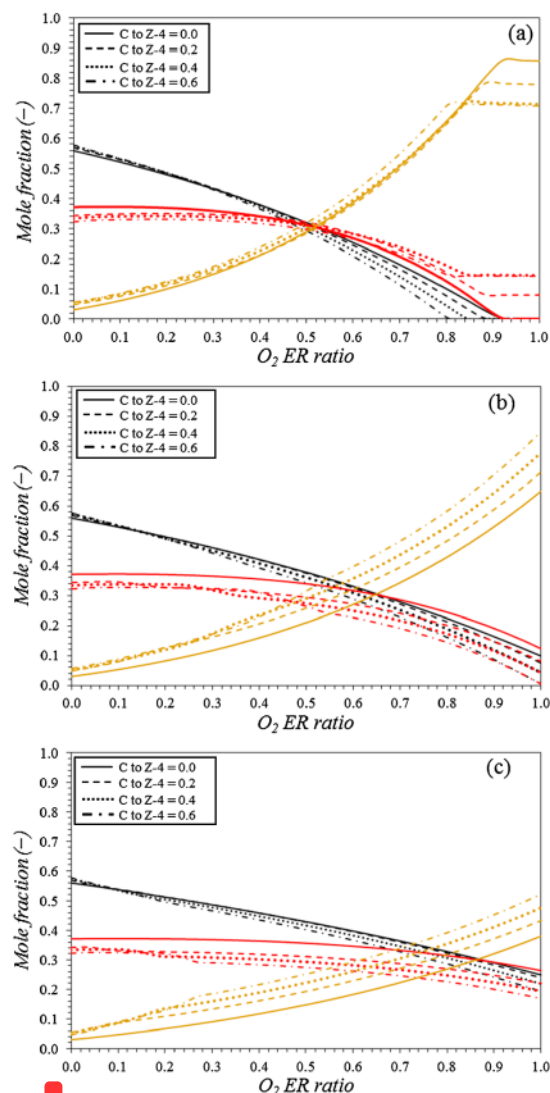 (a)
C to Z-4 = 0.0
C to Z-4 = 0.2
C to Z-4 = 0.4
C to Z-4 = 0.6
1.0
0.9
0.8
0.7
0.6
0.5
0.4
0.3
0.2
0.1
0.0
Mole fraction (–)
0.0 0.1 0.2 0.3 0.4 0.5 0.6 0.7 0.8 0.9 1.0
O₂ ER ratio
(b)
C to Z-4 = 0.0
C to Z-4 = 0.2
C to Z-4 = 0.4
C to Z-4 = 0.6
1.0
0.9
0.8
0.7
0.6
0.5
0.4
0.3
0.2
0.1
0.0
Mole fraction (–)
0.0 0.1 0.2 0.3 0.4 0.5 0.6 0.7 0.8 0.9 1.0
O₂ ER ratio
(c)
C to Z-4 = 0.0
C to Z-4 = 0.2
C to Z-4 = 0.4
C to Z-4 = 0.6
1.0
0.9
0.8
0.7
0.6
0.5
0.4
0.3
0.2
0.1
0.0
Mole fraction (–)
0.0 0.1 0.2 0.3 0.4 0.5 0.6 0.7 0.8 0.9 1.0
O₂ ER ratio